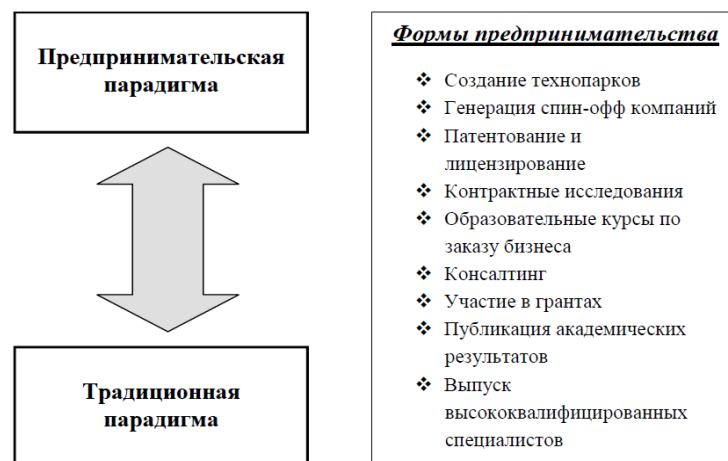 Предпринимательская
парадигма
Традиционная
парадигма
Формы предпринимательства
❖ Создание технопарков
❖ Генерация спин-офф компаний
❖ Патентование и
лицензирование
❖ Контрактные исследования
❖ Образовательные курсы по
заказу бизнеса
❖ Консалтинг
❖ Участие в грантах
❖ Публикация академических
результатов
❖ Выпуск
высококвалифицированных
специалистов